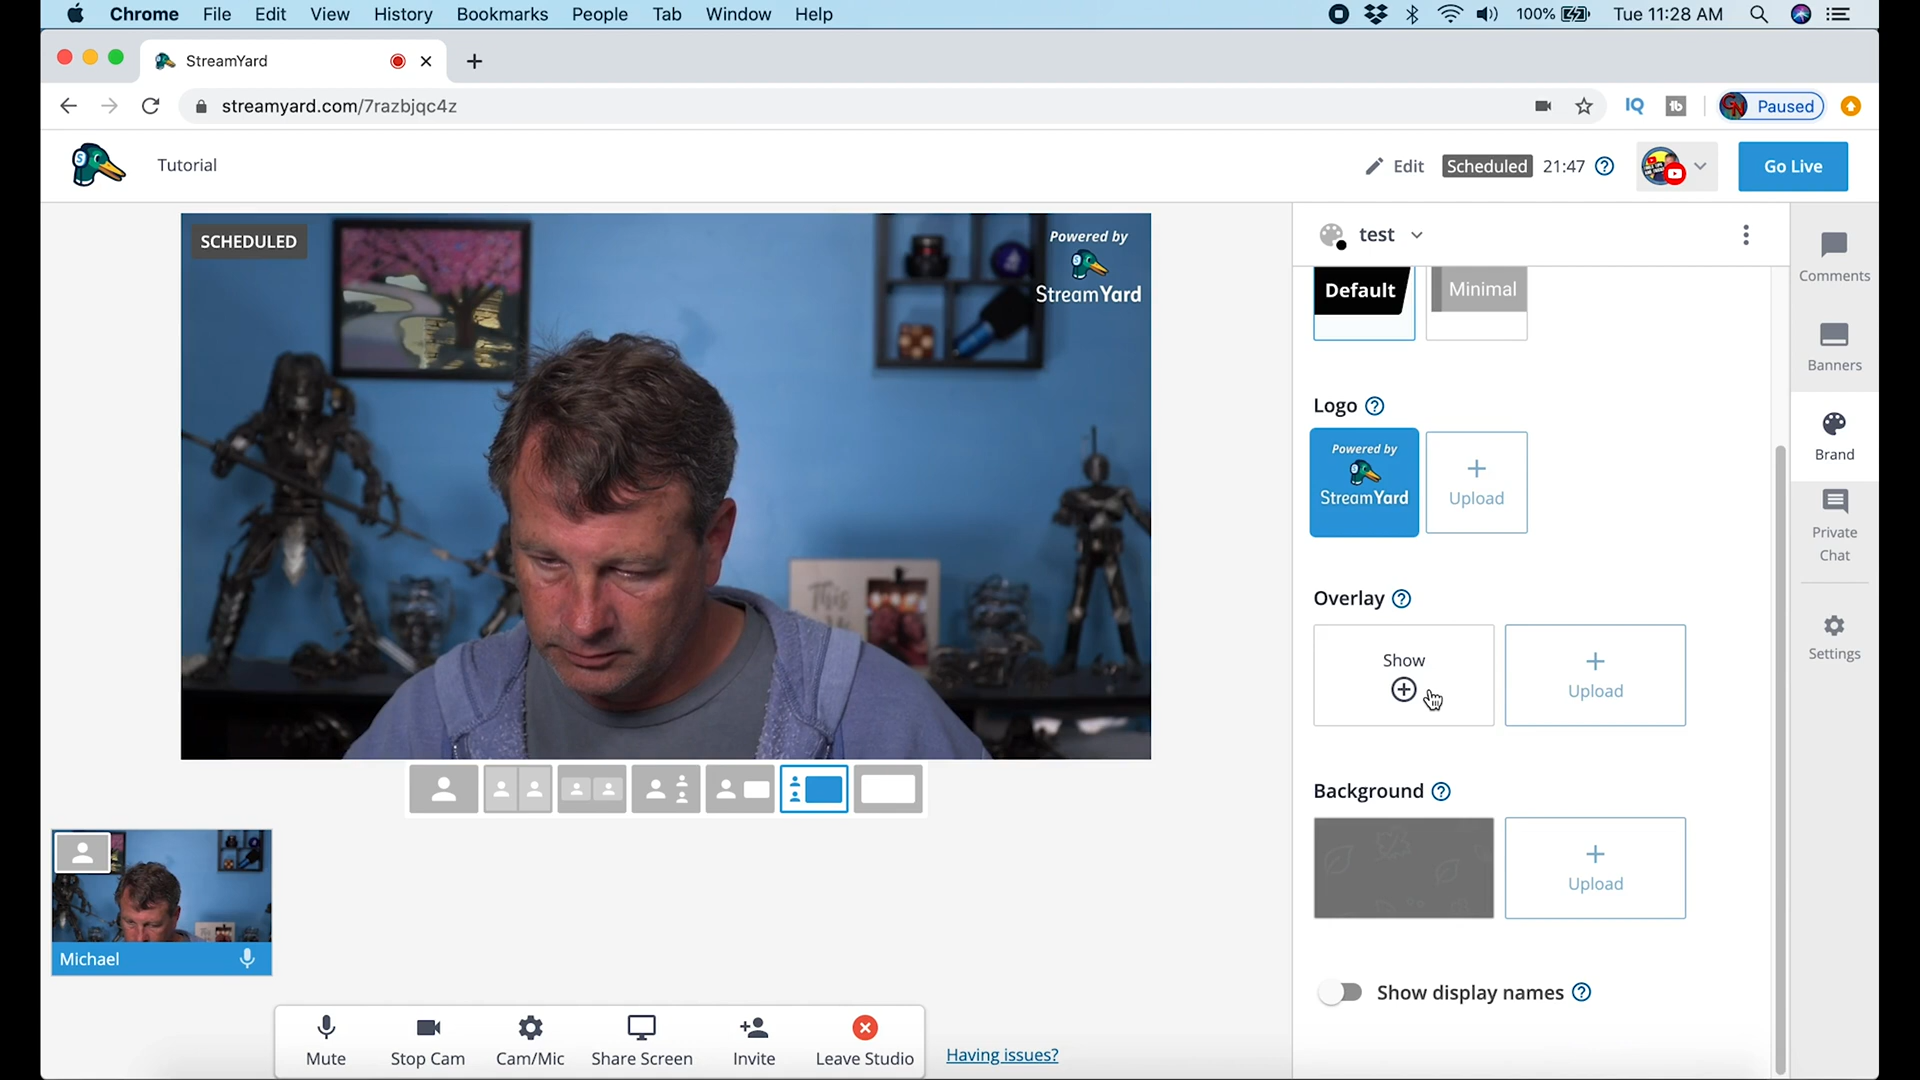 Chrome File Edit View History Bookmarks People Tab Window Help 100% Tue 11:28 AM
StreamYard
streamyard.com/7razbjqc4z IQ tb GN Paused
S Tutorial Edit Scheduled 21:47 Go Live
SCHEDULED
Powered by
StreamYard
This
test
Default Minimal
Logo
Powered by
StreamYard
Upload
Overlay
Show
Upload
Background
Upload
Show display names
Comments
Banners
Brand
Private
Chat
Settings
Michael
Mute Stop Cam Cam/Mic Share Screen Invite Leave Studio Having issues?